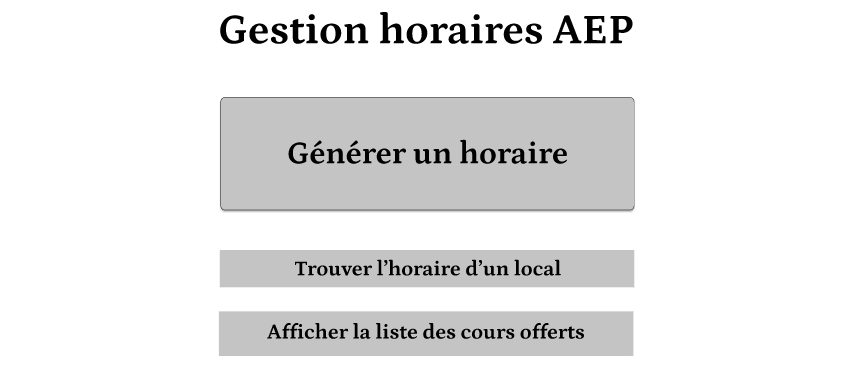 Gestion horaires AEP
Générer un horaire
Trouver l’horaire d’un local
Afficher la liste des cours offerts